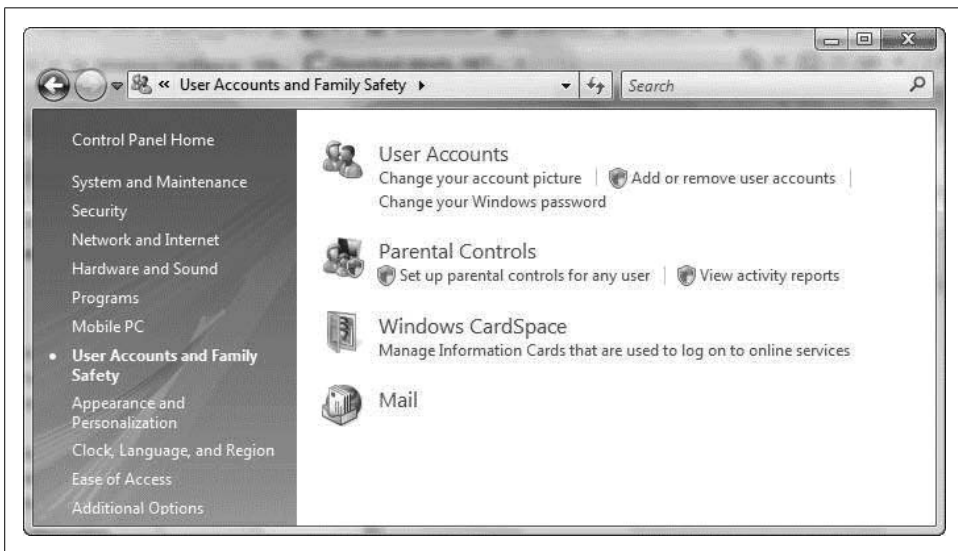 « User Accounts and Family Safety
Search
Control Panel Home
System and Maintenance
Security
Network and Internet
Hardware and Sound
Programs
Mobile PC
• User Accounts and Family
Safety
Appearance and
Personalization
Clock, Language, and Region
Ease of Access
Additional Options
User Accounts
Change your account picture | Add or remove user accounts |
Change your Windows password
Parental Controls
Set up parental controls for any user | View activity reports
Windows CardSpace
Manage Information Cards that are used to log on to online services
Mail